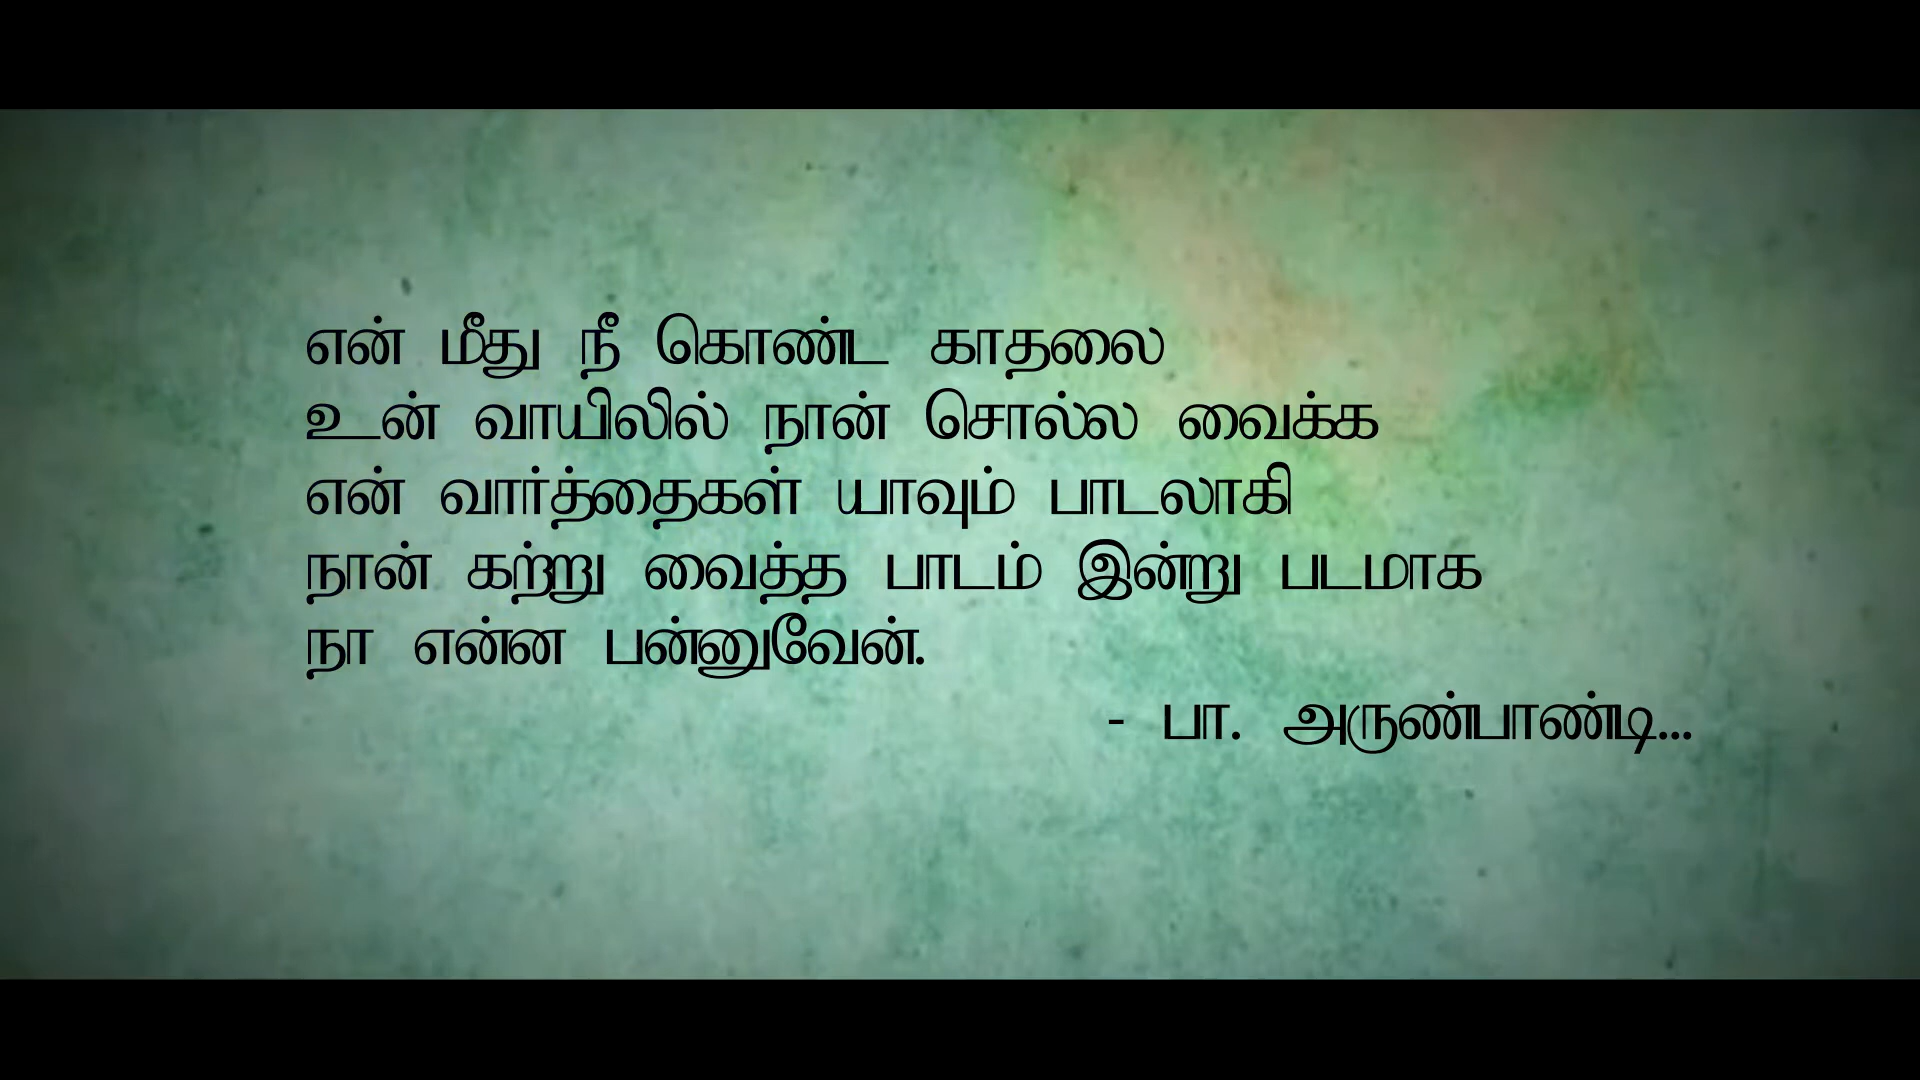 என் மீது நீ கொண்ட காதலை
உன் வாயிலில் நான் சொல்ல வைக்க
என் வார்த்தைகள் யாவும் பாடலாகி
நான் கற்று வைத்த பாடம் இன்று படமாக
நா என்ன பன்னுவேன்.
- பா. அருண்பாண்டி...